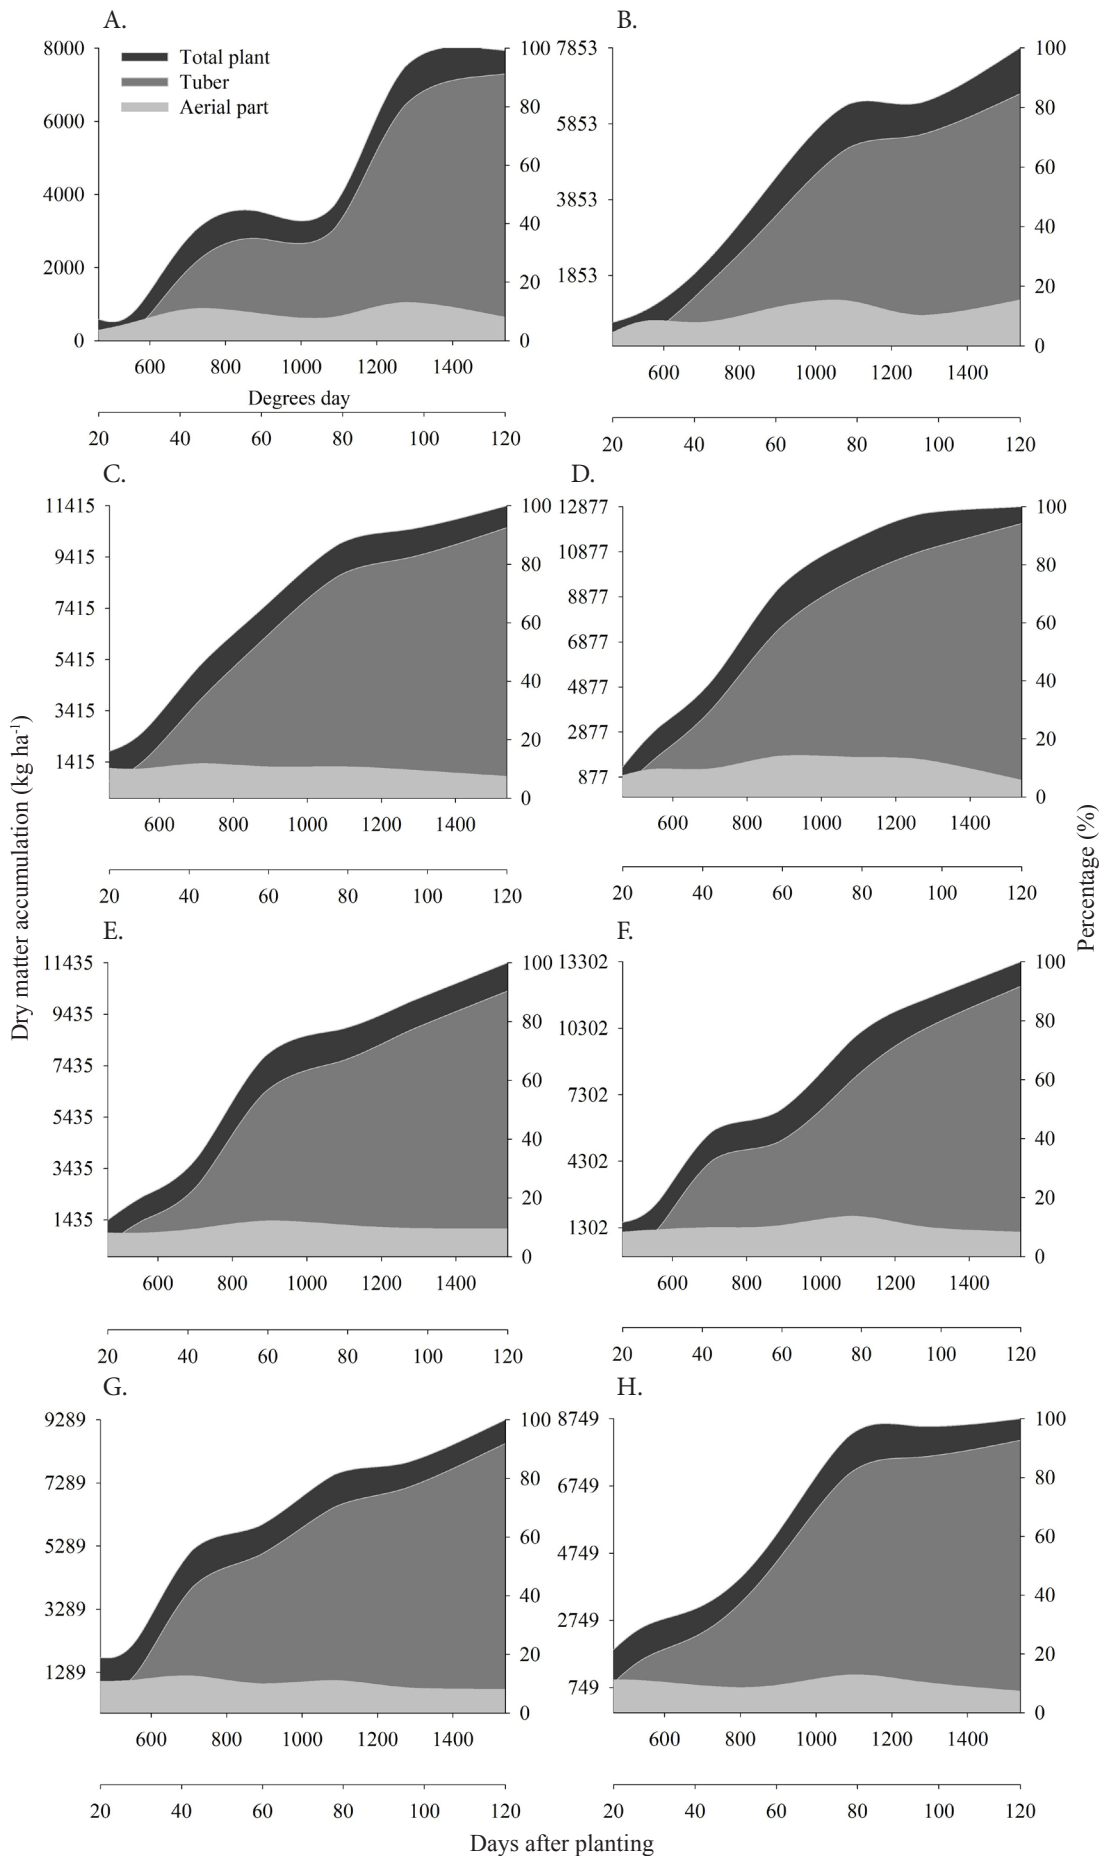 A.
8000
6000
4000
2000
0
Total plant
Tuber
Aerial part
100
80
60
40
20
0
600 800 1000 1200 1400
Degrees day
20 40 60 80 100 120
B.
7853
5853
3853
1853
100
80
60
40
20
0
600 800 1000 1200 1400
20 40 60 80 100 120
C.
11415
9415
7415
5415
3415
1415
100
80
60
40
20
0
600 800 1000 1200 1400
20 40 60 80 100 120
D.
12877
10877
8877
6877
4877
2877
877
100
80
60
40
20
0
600 800 1000 1200 1400
20 40 60 80 100 120
Dry matter accumulation (kg ha⁻¹)
Percentage (%)
E.
11435
9435
7435
5435
3435
1435
100
80
60
40
20
0
600 800 1000 1200 1400
20 40 60 80 100 120
F.
13302
10302
7302
4302
1302
100
80
60
40
20
0
600 800 1000 1200 1400
20 40 60 80 100 120
G.
9289
7289
5289
3289
1289
100
80
60
40
20
0
600 800 1000 1200 1400
20 40 60 80 100 120
H.
8749
6749
4749
2749
749
100
80
60
40
20
0
600 800 1000 1200 1400
20 40 60 80 100 120
Days after planting